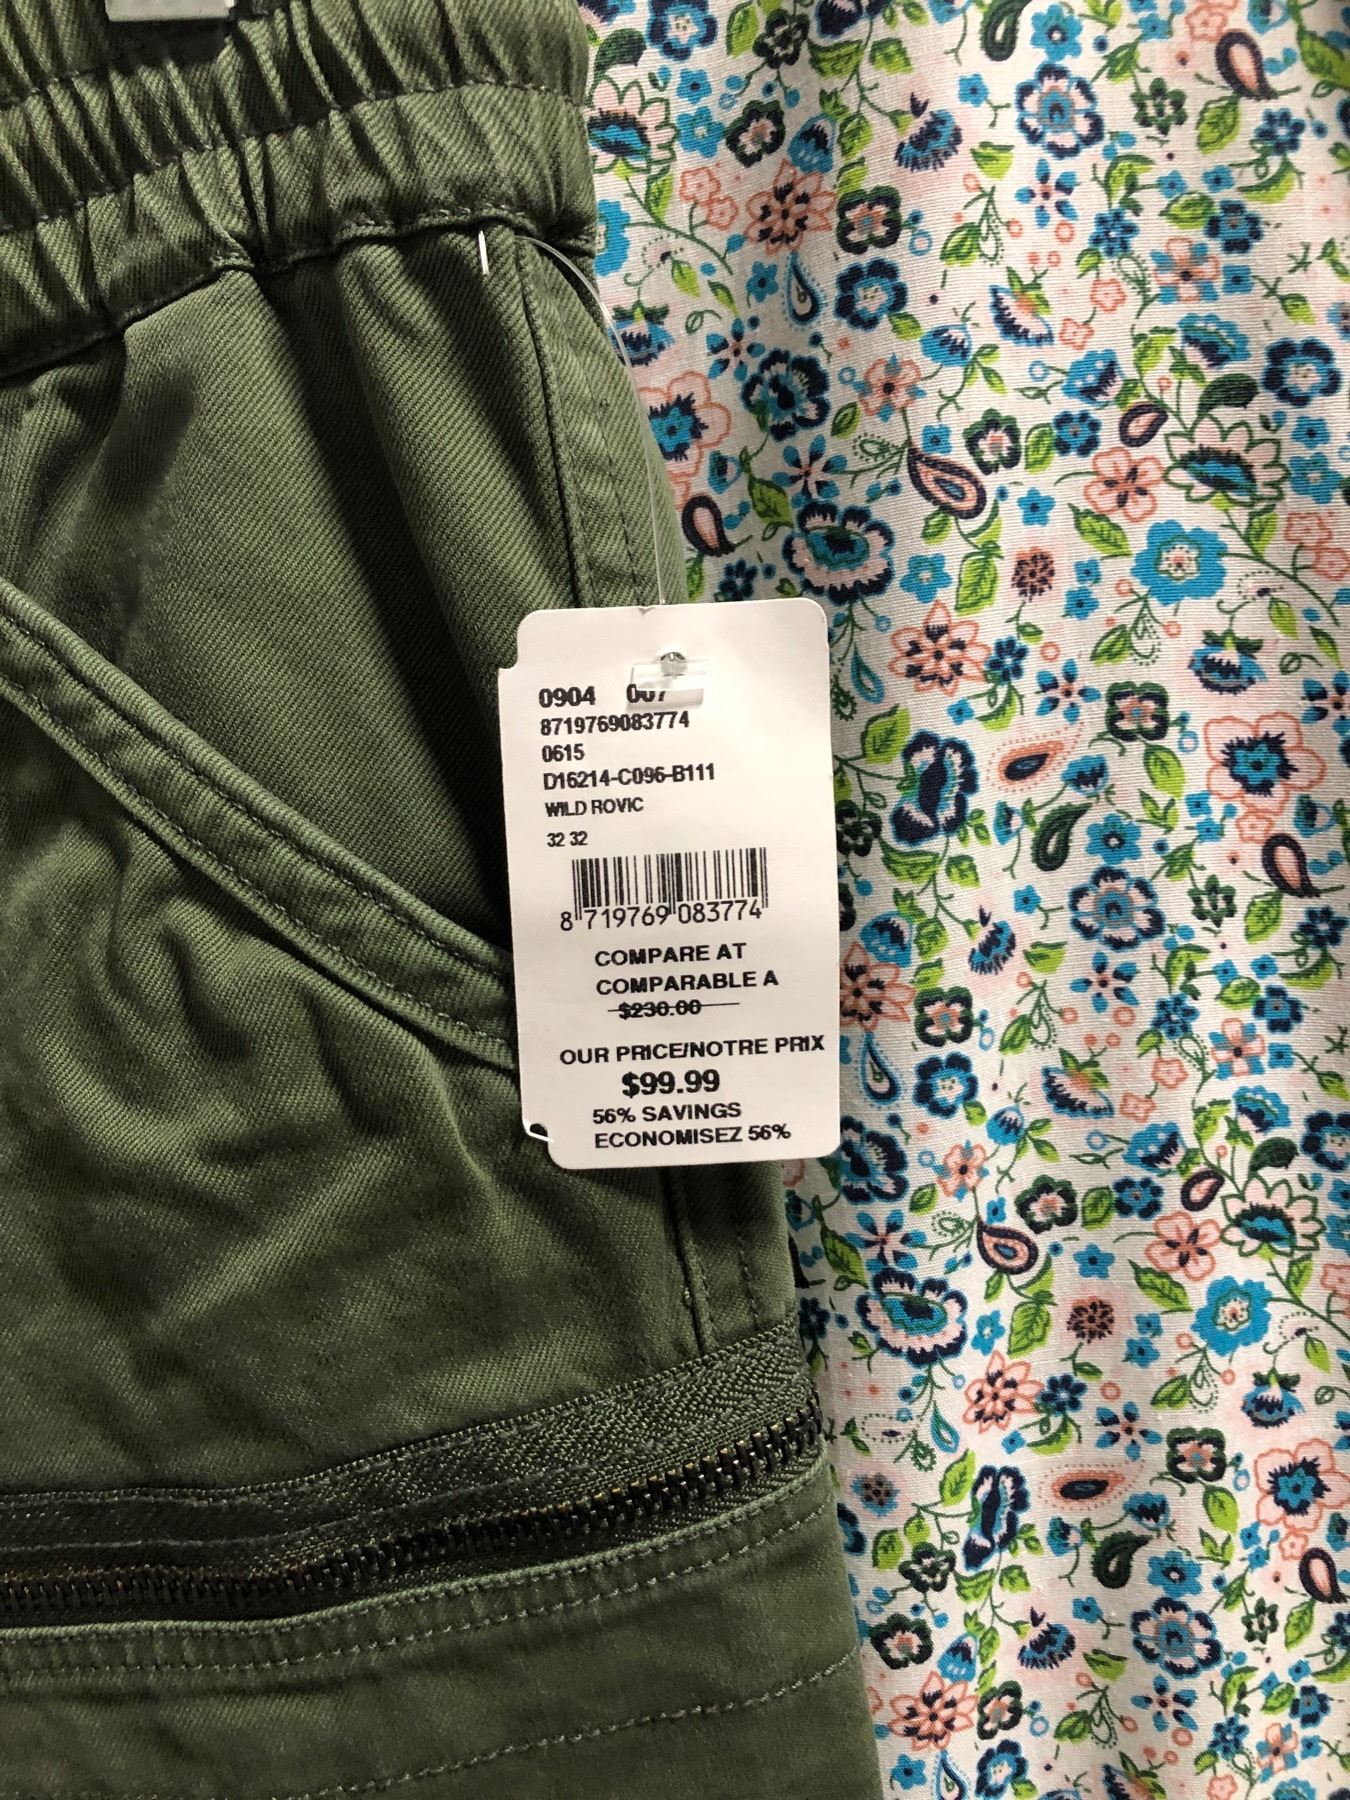 0904 007
8719769083774
0615
D16214-C096-B111
WILD ROVIC
32 32
8 719769 083774
COMPARE AT
COMPARABLE A
$230.00
OUR PRICE/NOTRE PRIX
$99.99
56% SAVINGS
ECONOMISEZ 56%